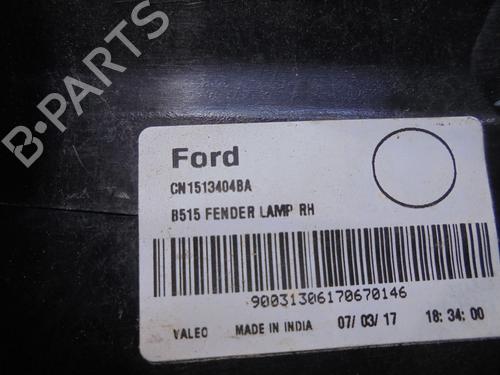 B-PARTS
Ford
CN1513404BA
B515 FENDER LAMP RH
90031306170670146
VALEO MADE IN INDIA 07/03/17 18:34:00